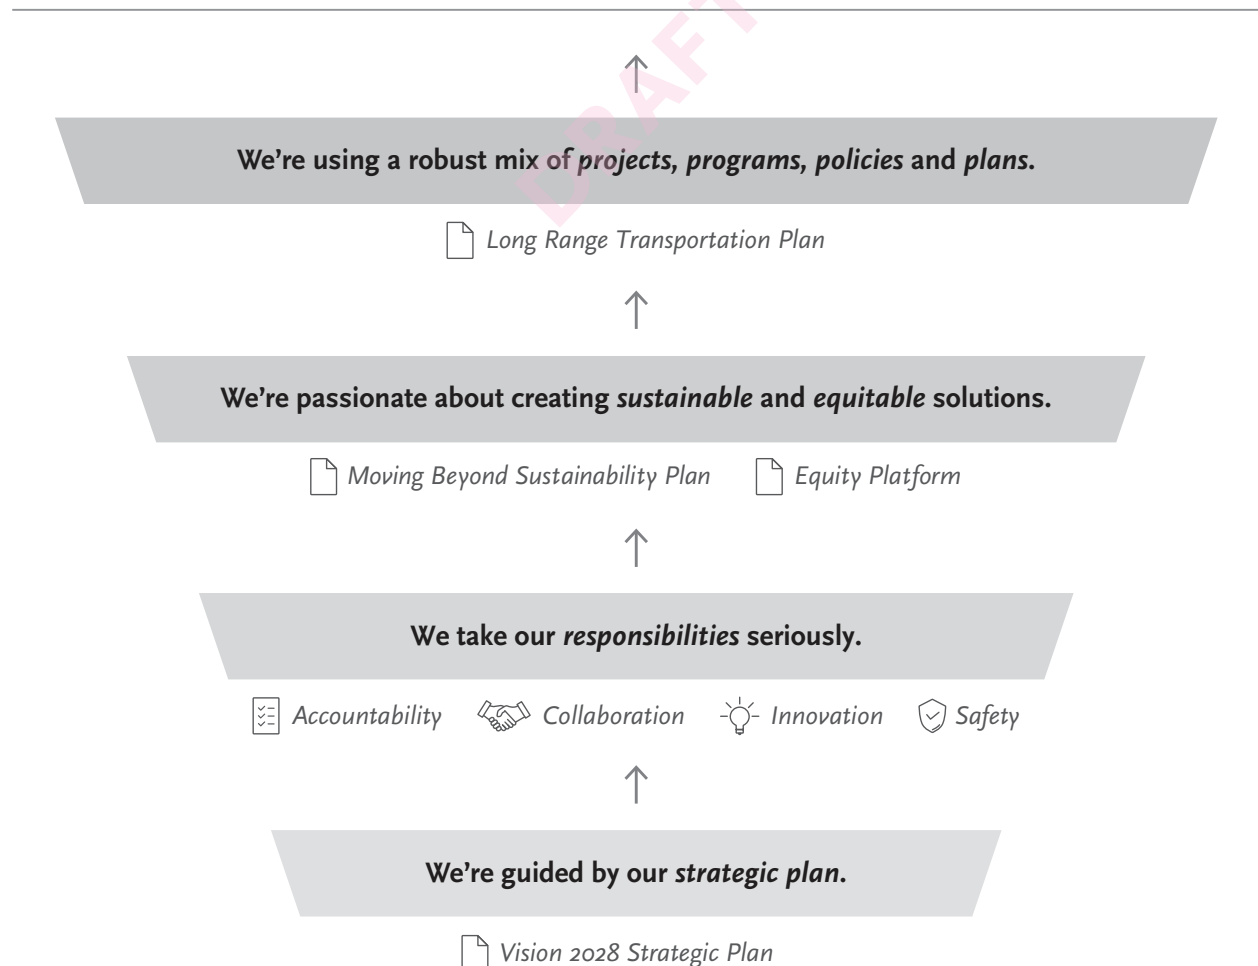 DRAFT
We’re using a robust mix of projects, programs, policies and plans.
Long Range Transportation Plan
We’re passionate about creating sustainable and equitable solutions.
Moving Beyond Sustainability Plan Equity Platform
We take our responsibilities seriously.
Accountability Collaboration Innovation Safety
We’re guided by our strategic plan.
Vision 2028 Strategic Plan